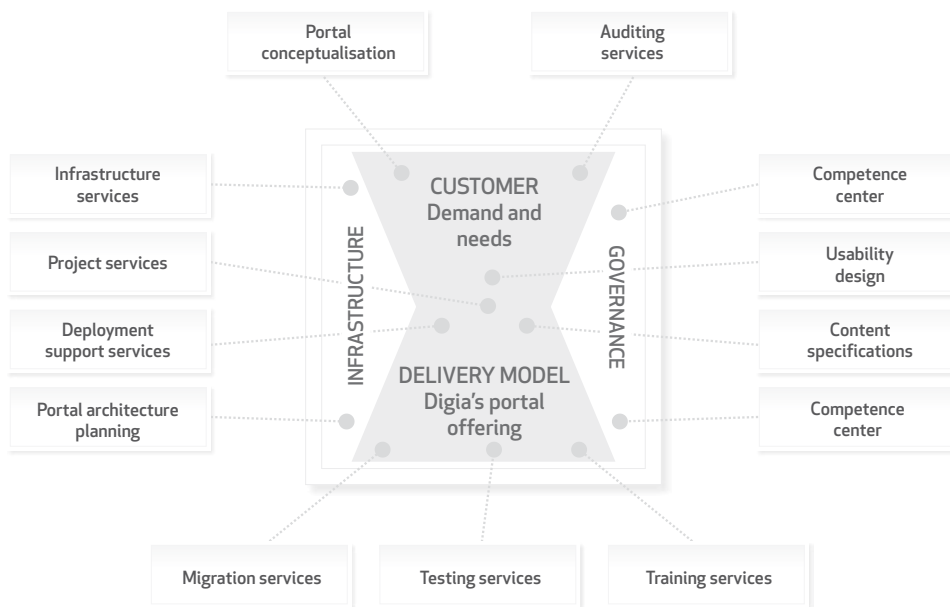 Portal
conceptualisation
Auditing
services
Infrastructure
services
Project services
Deployment
support services
Portal architecture
planning
INFRASTRUCTURE
CUSTOMER
Demand and
needs
DELIVERY MODEL
Digia’s portal
offering
GOVERNANCE
Competence
center
Usability
design
Content
specifications
Competence
center
Migration services
Testing services
Training services